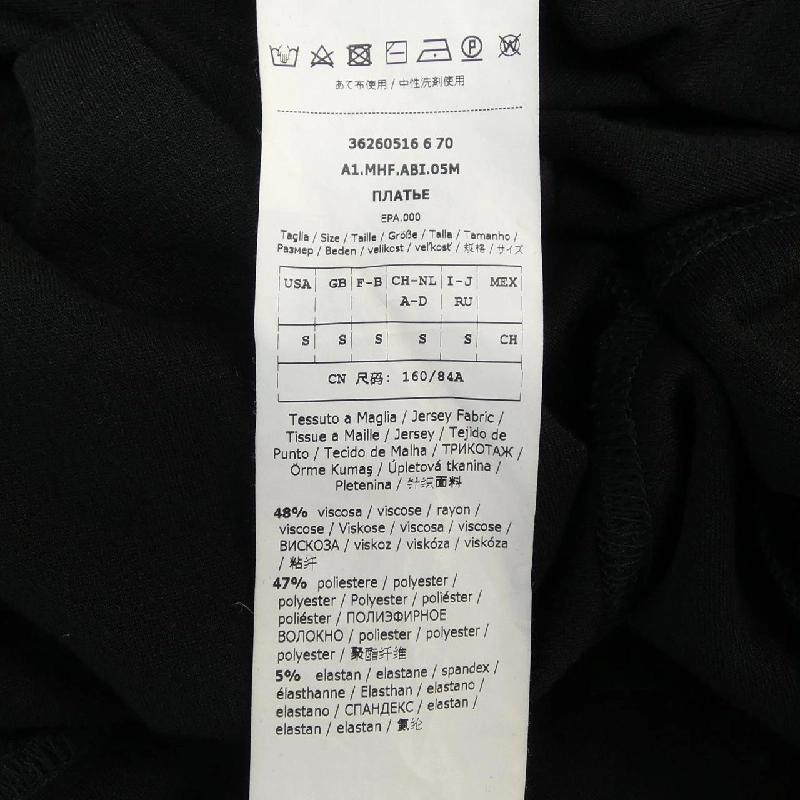 P W
あて布使用 / 中性洗剤使用
36260516 6 70
A1.MHF.ABI.05M
ПЛАТЬЕ
EPA.000
Taglia / Size / Taille / Größe / Talla / Tamanho /
Размер / Beden / velikost / veľkosť / 规格 / サイズ
USA GB F-B CH-NL I-J MEX
A-D RU
S S S S S CH
CN 尺码: 160/84A
Tessuto a Maglia / Jersey Fabric /
Tissue a Maille / Jersey / Tejido de
Punto / Tecido de Malha / ТРИКОТАЖ /
Örme Kumaş / Úpletová tkanina /
Pletenina / 针织面料
48% viscosa / viscose / rayon /
viscose / Viskose / viscosa / viscose /
ВИСКОЗА / viskoz / viskóza / viskóza
/ 粘纤
47% poliestere / polyester /
polyester / Polyester / poliéster /
poliéster / ПОЛИЭФИРНОЕ
ВОЛОКНО / poliester / polyester /
polyester / 聚酯纤维
5% elastan / elastane / spandex /
élasthanne / Elasthan / elastano /
elastano / СПАНДЕКС / elastan /
elastan / elastan / 氨纶